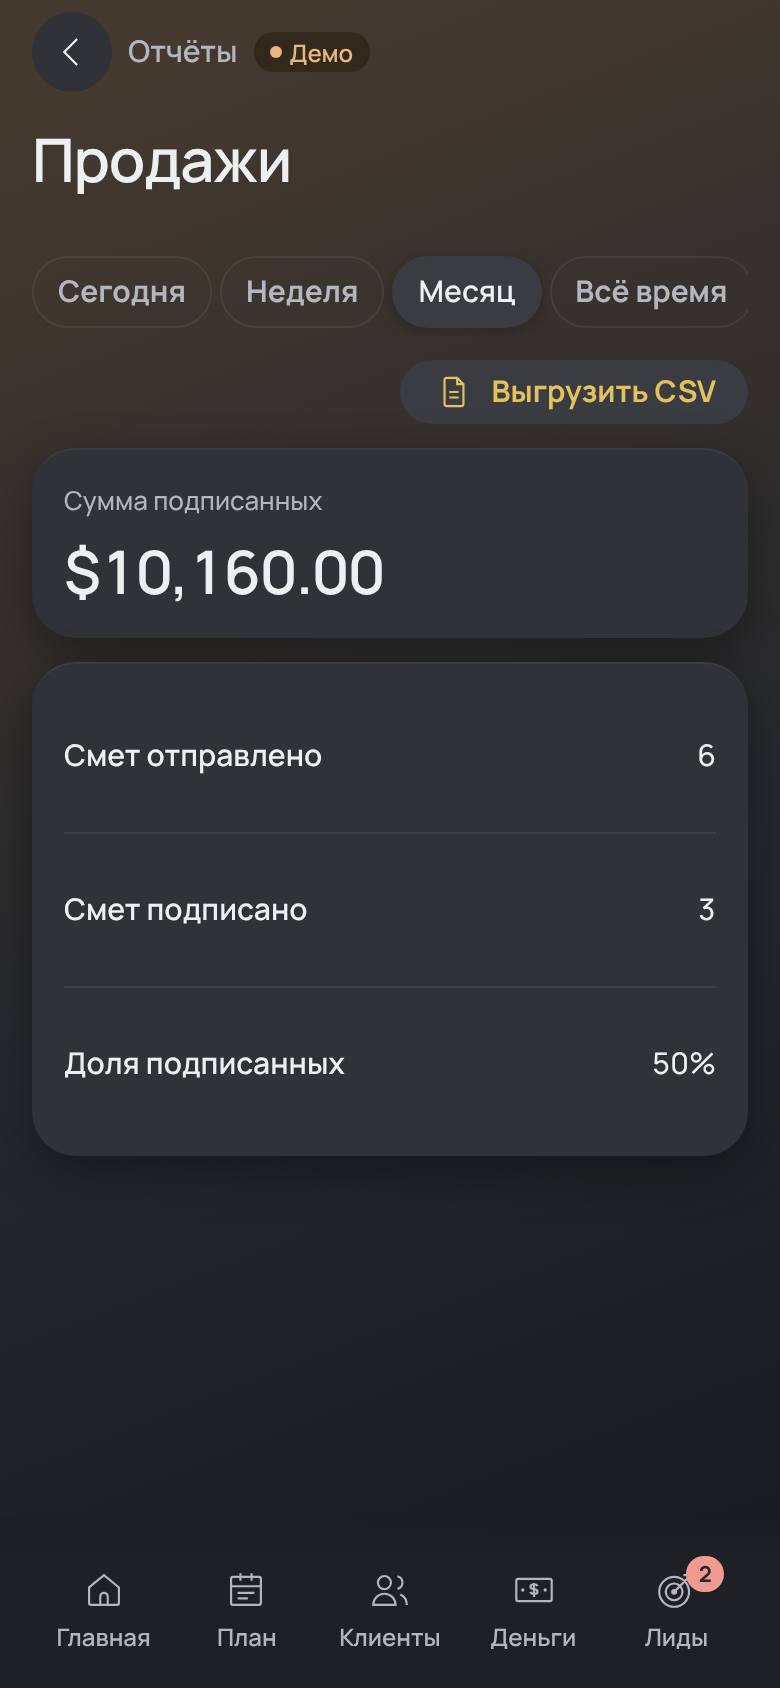 Отчёты
Демо
Продажи
Сегодня
Неделя
Месяц
Всё время
Выгрузить CSV
Сумма подписанных
$10,160.00
Смет отправлено 6
Смет подписано 3
Доля подписанных 50%
2
Главная
План
Клиенты
Деньги
Лиды